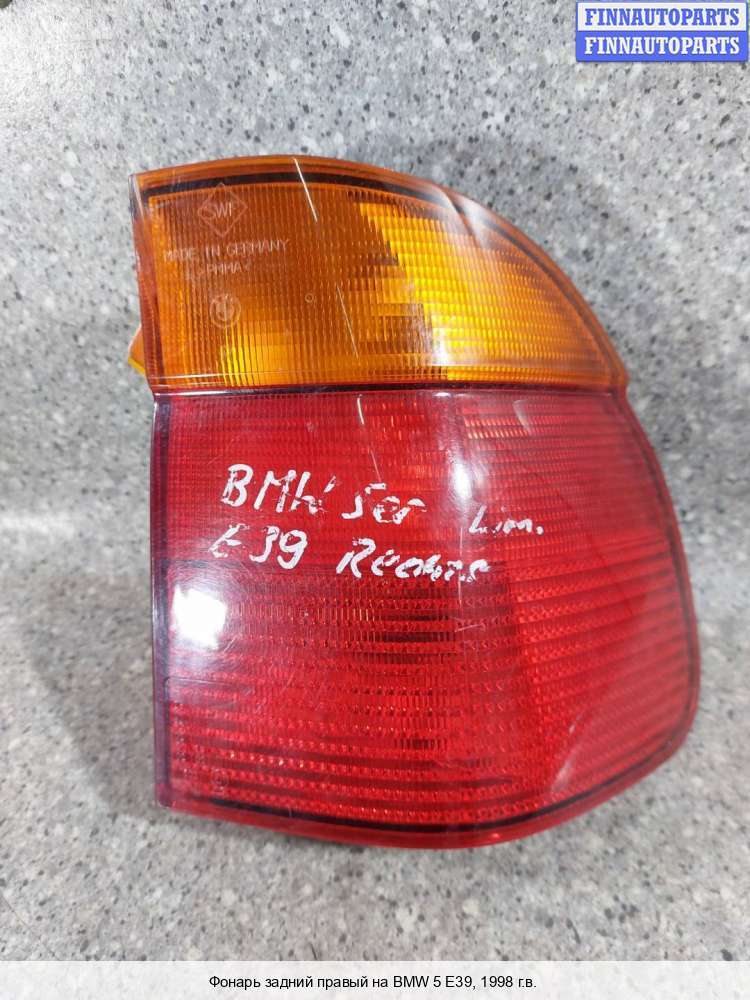 FINNAUTOPARTS
FINNAUTOPARTS
SWF
MADE IN GERMANY
>PMMA<
BMW 5er Lim.
E39 Rechts
Фонарь задний правый на BMW 5 E39, 1998 г.в.